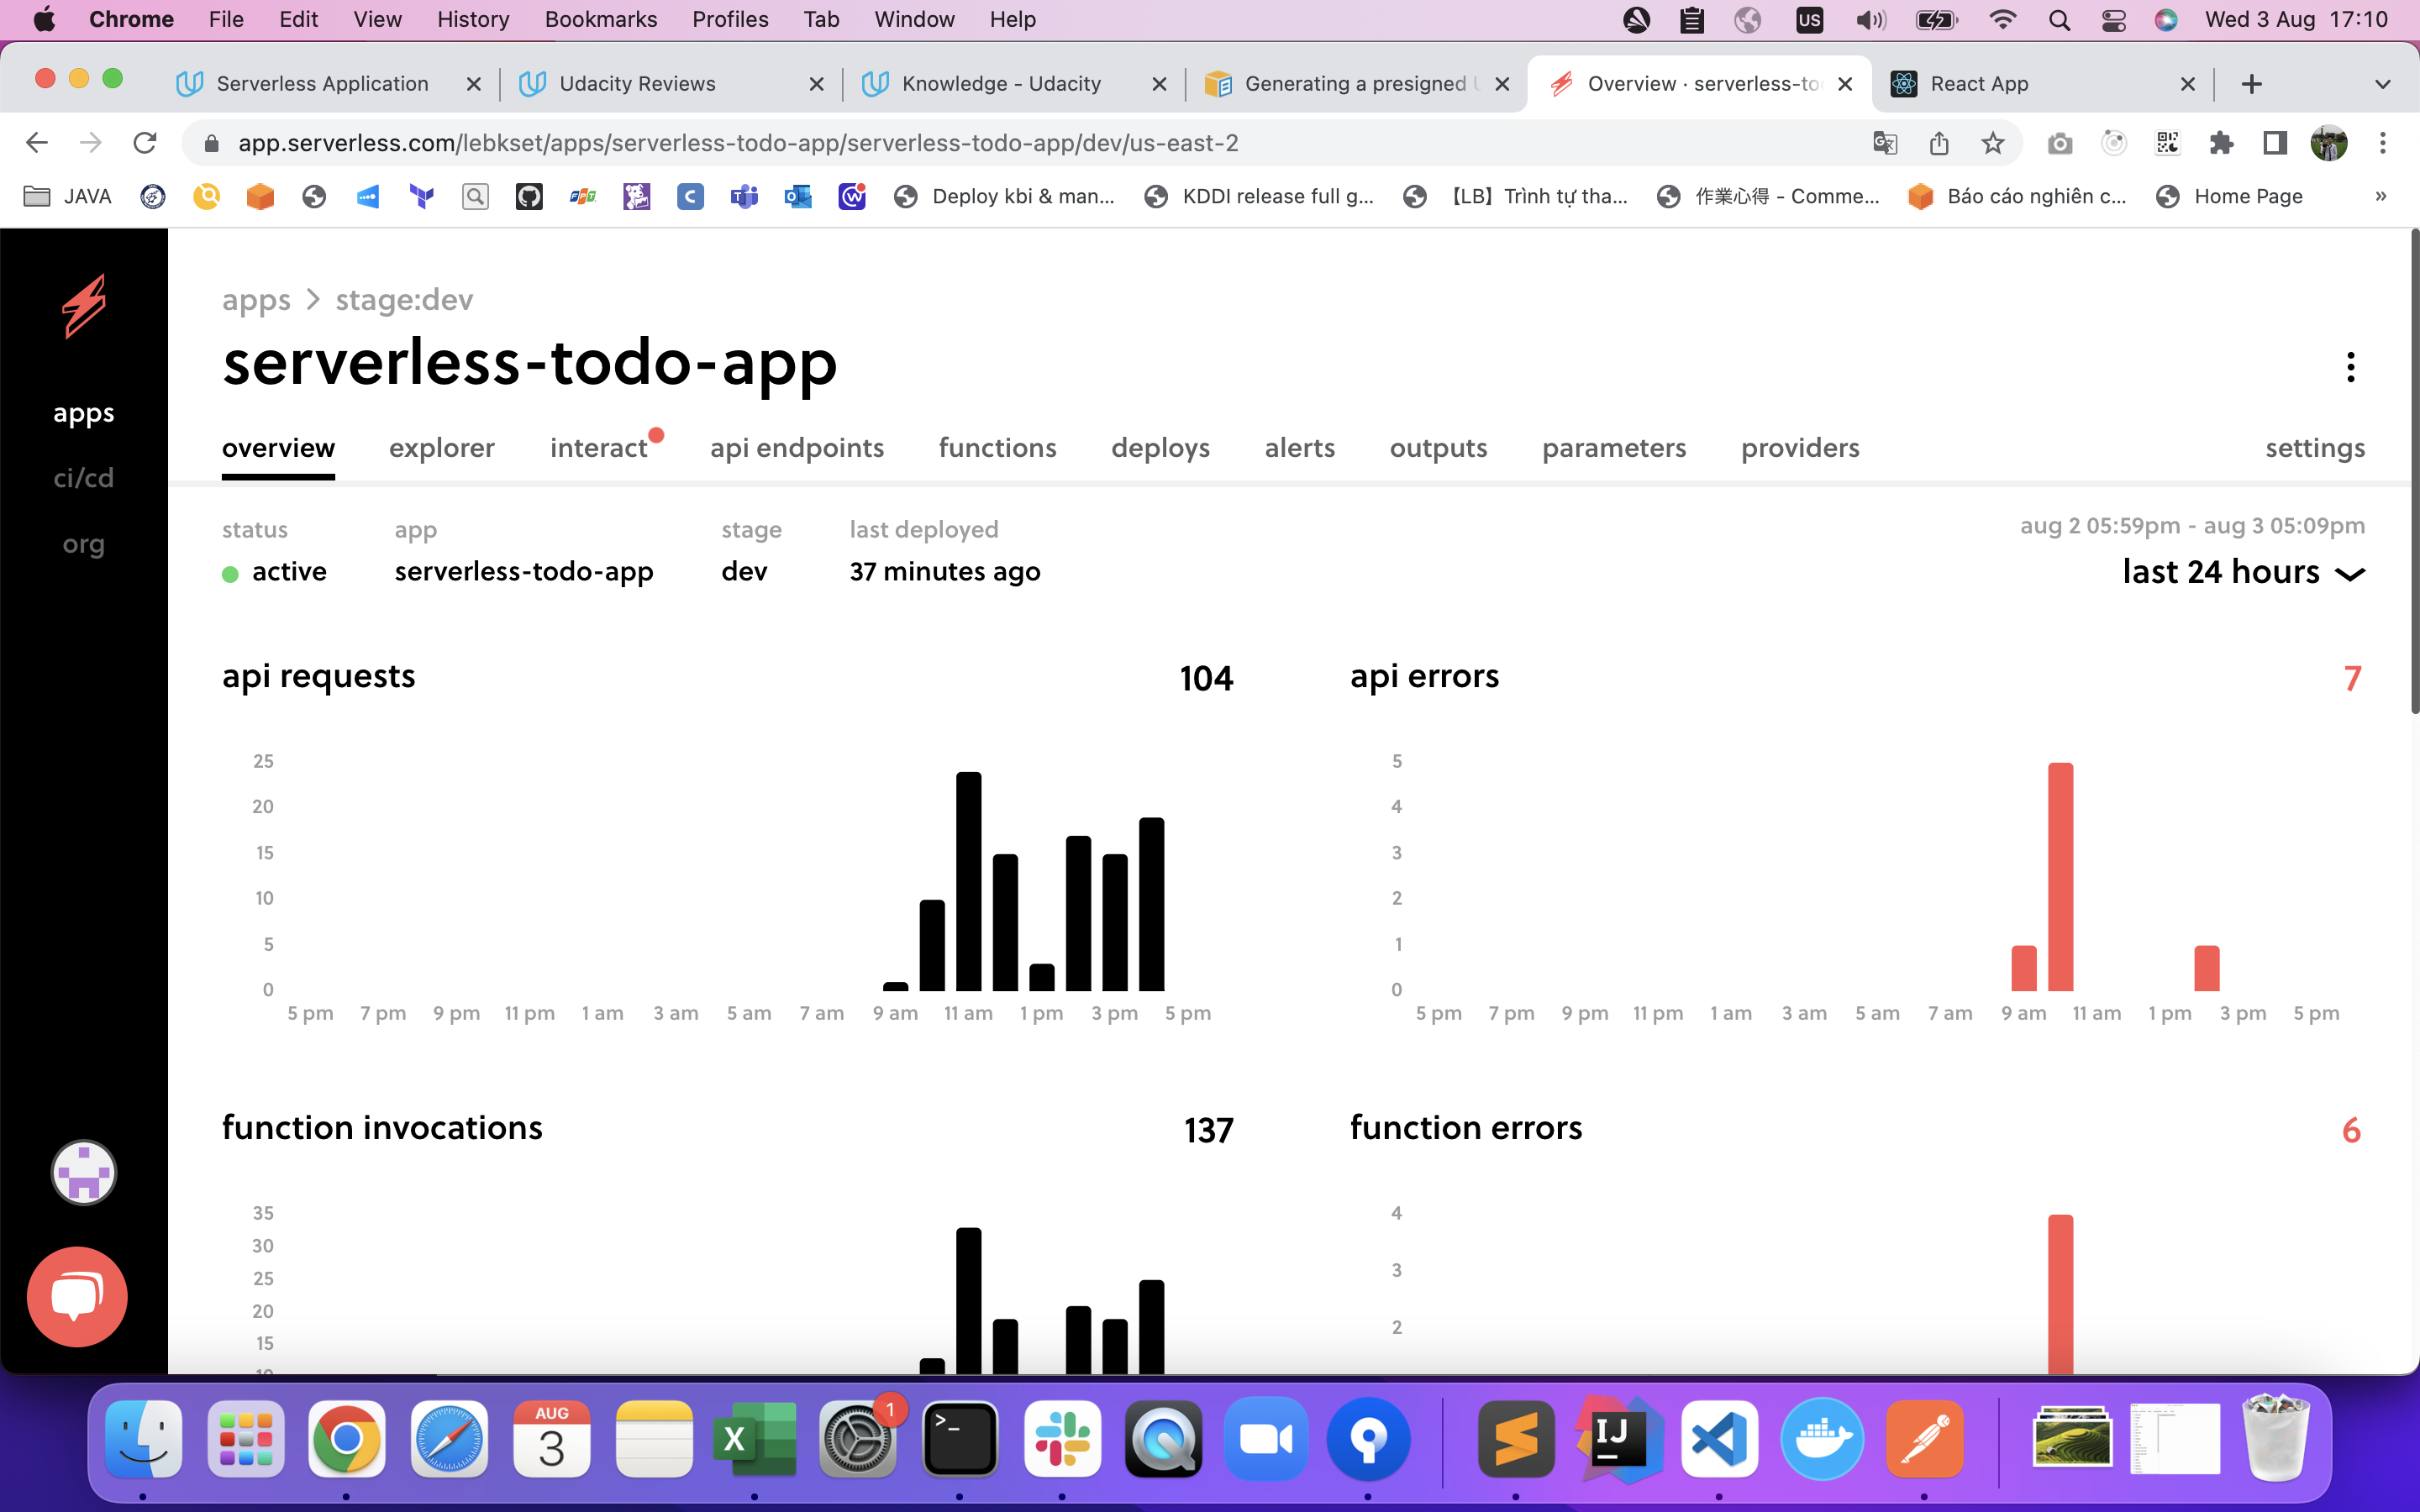 Chrome File Edit View History Bookmarks Profiles Tab Window Help US Wed 3 Aug 17:10
Serverless Application Udacity Reviews Knowledge - Udacity Generating a presigned Overview · serverless-to React App
app.serverless.com/lebkset/apps/serverless-todo-app/serverless-todo-app/dev/us-east-2
JAVA Deploy kbi & man... KDDI release full g... 【LB】Trình tự tha... 作業心得 - Comme... Báo cáo nghiên c... Home Page »
apps > stage:dev
serverless-todo-app
apps
ci/cd
org
overview explorer interact api endpoints functions deploys alerts outputs parameters providers settings
status app stage last deployed aug 2 05:59pm - aug 3 05:09pm
active serverless-todo-app dev 37 minutes ago last 24 hours
api requests 104
25
20
15
10
5
0
5 pm 7 pm 9 pm 11 pm 1 am 3 am 5 am 7 am 9 am 11 am 1 pm 3 pm 5 pm
api errors 7
5
4
3
2
1
0
5 pm 7 pm 9 pm 11 pm 1 am 3 am 5 am 7 am 9 am 11 am 1 pm 3 pm 5 pm
function invocations 137
35
30
25
20
15
10
function errors 6
4
3
2
AUG
3
X
1
>_
IJ